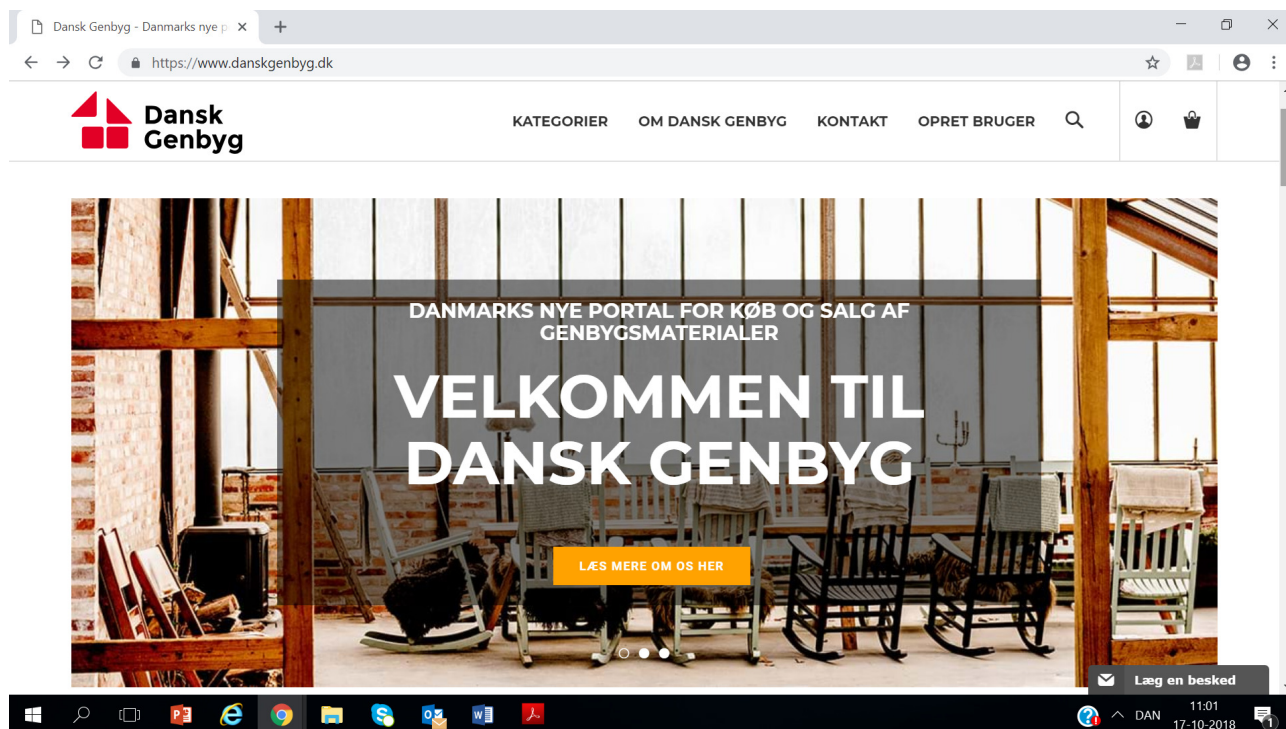 Dansk Genbyg - Danmarks nye p
https://www.danskgenbyg.dk
Dansk
Genbyg
KATEGORIER OM DANSK GENBYG KONTAKT OPRET BRUGER
DANMARKS NYE PORTAL FOR KØB OG SALG AF
GENBYGSMATERIALER
VELKOMMEN TIL
DANSK GENBYG
LÆS MERE OM OS HER
Læg en besked
DAN
11:01
17-10-2018
1